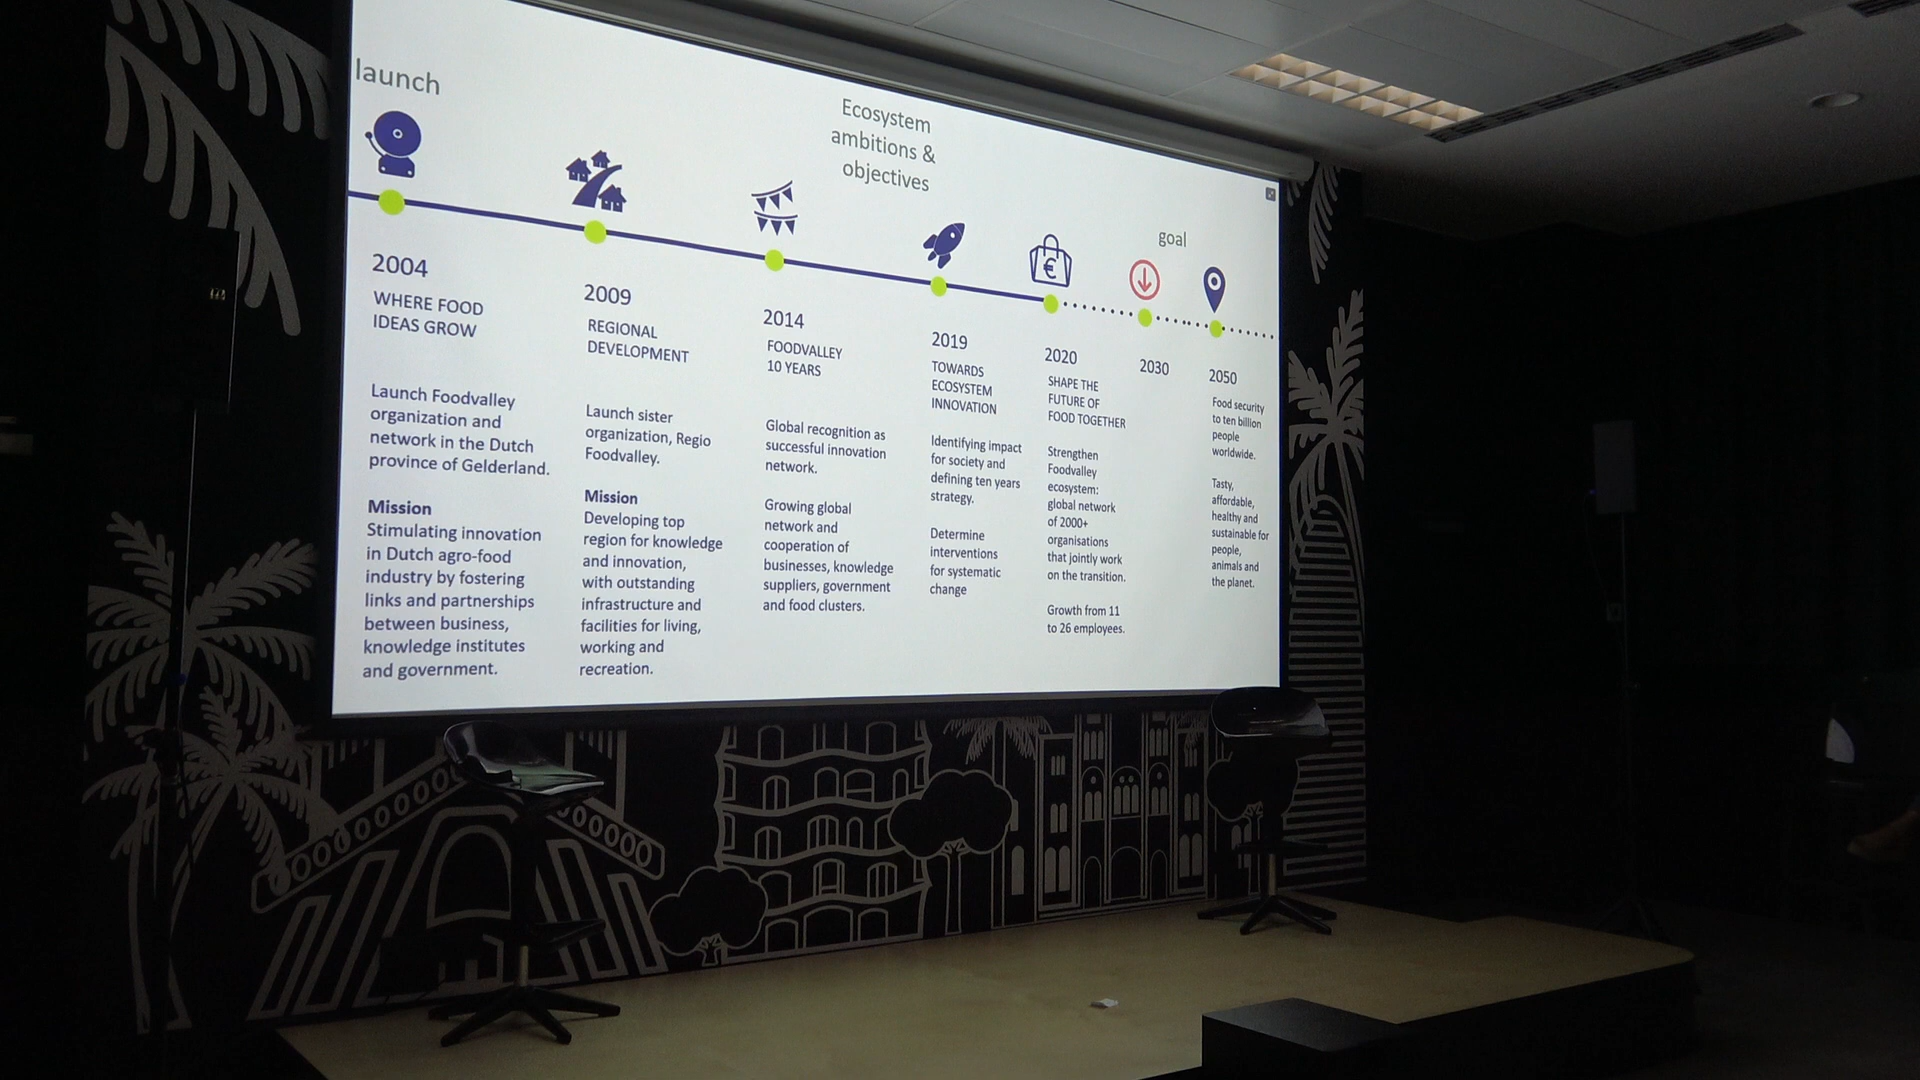 launch
Ecosystem
ambitions &
objectives
goal
2004
WHERE FOOD
IDEAS GROW
Launch Foodvalley
organization and
network in the Dutch
province of Gelderland.
Mission
Stimulating innovation
in Dutch agro-food
industry by fostering
links and partnerships
between business,
knowledge institutes
and government.
2009
REGIONAL
DEVELOPMENT
Launch sister
organization, Regio
Foodvalley.
Mission
Developing top
region for knowledge
and innovation,
with outstanding
infrastructure and
facilities for living,
working and
recreation.
2014
FOODVALLEY
10 YEARS
Global recognition as
successful innovation
network.
Growing global
network and
cooperation of
businesses, knowledge
suppliers, government
and food clusters.
2019
TOWARDS
ECOSYSTEM
INNOVATION
Identifying impact
for society and
defining ten years
strategy.
Determine
interventions
for systematic
change
€
2020
SHAPE THE
FUTURE OF
FOOD TOGETHER
Strengthen
Foodvalley
ecosystem:
global network
of 2000+
organisations
that jointly work
on the transition.
Growth from 11
to 26 employees.
2030
2050
Food security
to ten billion
people
worldwide.
Tasty,
affordable,
healthy and
sustainable for
people,
animals and
the planet.